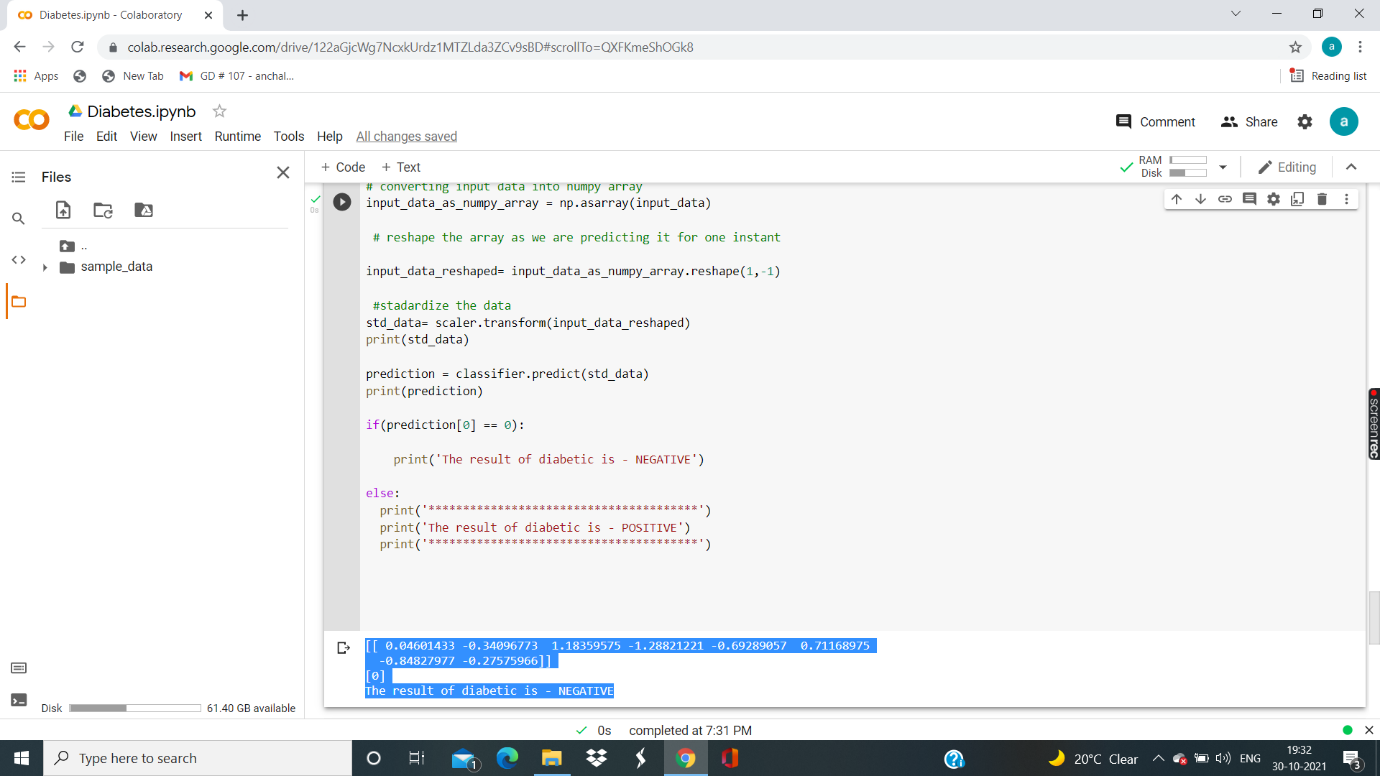 Diabetes.ipynb - Colaboratory
colab.research.google.com/drive/122aGjcWg7NcxkUrdz1MTZLda3ZCv9sBD#scrollTo=QXFKmeShOGk8
a
Apps
New Tab
GD # 107 - anchal...
Reading list
Diabetes.ipynb
File Edit View Insert Runtime Tools Help All changes saved
Comment
Share
a
Files
+ Code + Text
RAM
Disk
Editing
..
sample_data
0s
# converting input data into numpy array
input_data_as_numpy_array = np.asarray(input_data)
# reshape the array as we are predicting it for one instant
input_data_reshaped= input_data_as_numpy_array.reshape(1,-1)
#stadardize the data
std_data= scaler.transform(input_data_reshaped)
print(std_data)
prediction = classifier.predict(std_data)
print(prediction)
if(prediction[0] == 0):
print('The result of diabetic is - NEGATIVE')
else:
print('***************************************')
print('The result of diabetic is - POSITIVE')
print('***************************************')
[[ 0.04601433 -0.34096773  1.18359575 -1.28821221 -0.69289057  0.71168975
-0.84827977 -0.27575966]]
[0]
The result of diabetic is - NEGATIVE
screenrec
Disk
61.40 GB available
0s completed at 7:31 PM
Type here to search
1
20°C Clear
ENG
19:32
30-10-2021
3